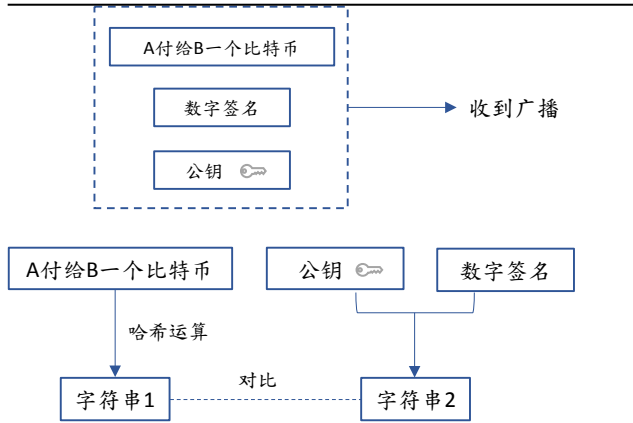 A付给B一个比特币
数字签名
收到广播
公钥
A付给B一个比特币
公钥
数字签名
哈希运算
对比
字符串1
字符串2